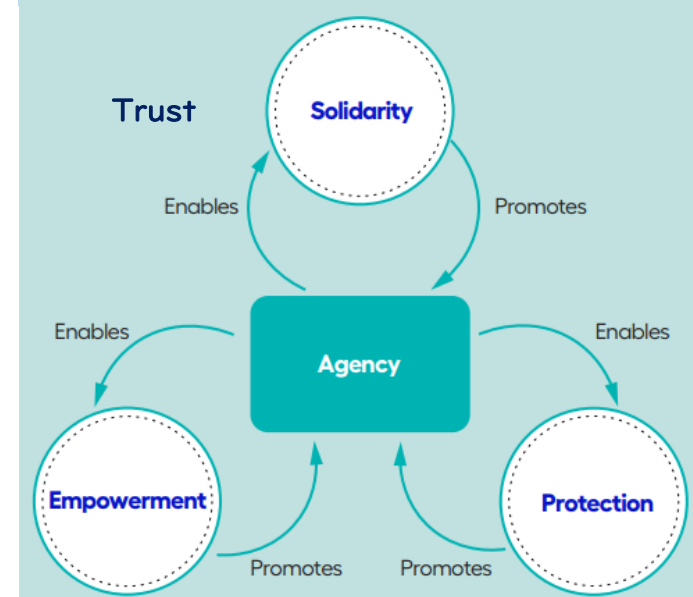 Trust
Solidarity
Enables
Promotes
Enables
Enables
Agency
Empowerment
Protection
Promotes
Promotes